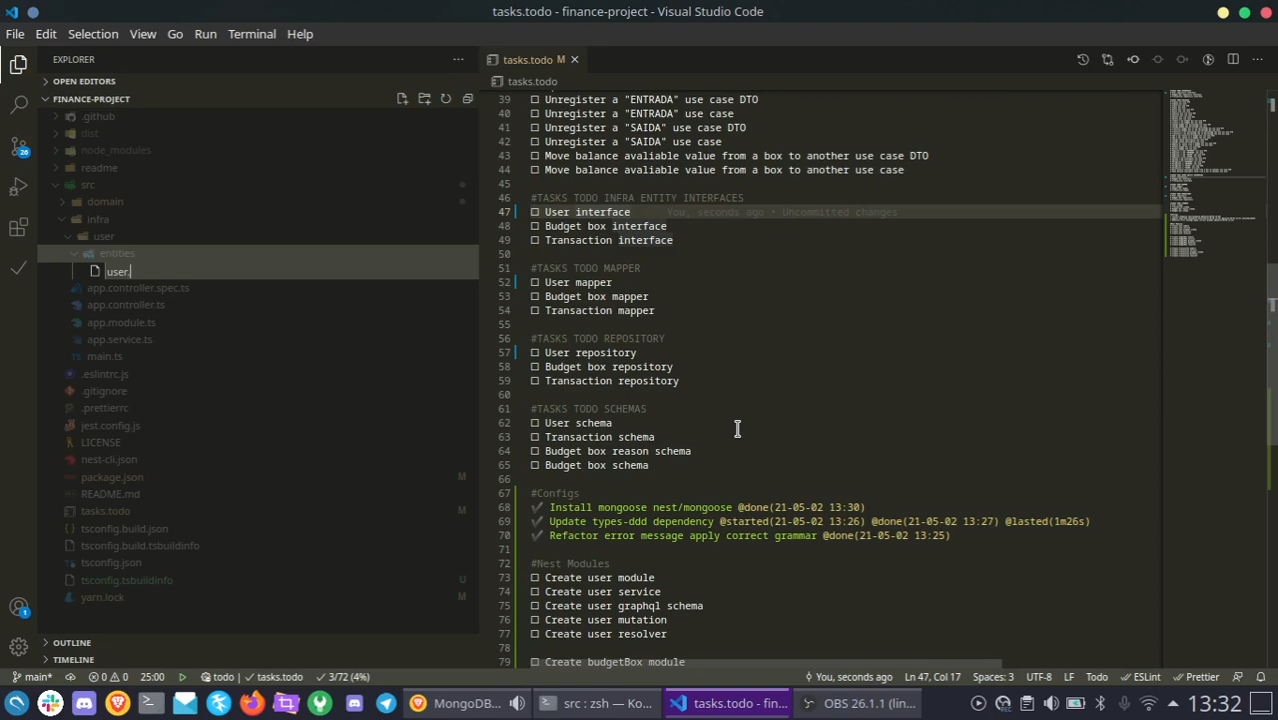 tasks.todo - finance-project - Visual Studio Code
File Edit Selection View Go Run Terminal Help
EXPLORER
OPEN EDITORS
FINANCE-PROJECT
.github
dist
node_modules
readme
src
domain
infra
user
entities
user.
app.controller.spec.ts
app.controller.ts
app.module.ts
app.service.ts
TS main.ts
.eslintrc.js
.gitignore
.prettierrc
jest.config.js
LICENSE
nest-cli.json
package.json M
README.md
tasks.todo M
tsconfig.build.json
tsconfig.build.tsbuildinfo
tsconfig.json
tsconfig.tsbuildinfo U
yarn.lock
OUTLINE
TIMELINE
26
1
tasks.todo M
tasks.todo
39 ☐ Unregister a "ENTRADA" use case DTO
40 ☐ Unregister a "ENTRADA" use case
41 ☐ Unregister a "SAIDA" use case DTO
42 ☐ Unregister a "SAIDA" use case
43 ☐ Move balance avaliable value from a box to another use case DTO
44 ☐ Move balance avaliable value from a box to another use case
45
46 #TASKS TODO INFRA ENTITY INTERFACES
47 ☐ User interface You, seconds ago • Uncommitted changes
48 ☐ Budget box interface
49 ☐ Transaction interface
50
51 #TASKS TODO MAPPER
52 ☐ User mapper
53 ☐ Budget box mapper
54 ☐ Transaction mapper
55
56 #TASKS TODO REPOSITORY
57 ☐ User repository
58 ☐ Budget box repository
59 ☐ Transaction repository
60
61 #TASKS TODO SCHEMAS
62 ☐ User schema
63 ☐ Transaction schema
64 ☐ Budget box reason schema
65 ☐ Budget box schema
66
67 #Configs
68 ✔ Install mongoose nest/mongoose @done(21-05-02 13:30)
69 ✔ Update types-ddd dependency @started(21-05-02 13:26) @done(21-05-02 13:27) @lasted(1m26s)
70 ✔ Refactor error message apply correct grammar @done(21-05-02 13:25)
71
72 #Nest Modules
73 ☐ Create user module
74 ☐ Create user service
75 ☐ Create user graphql schema
76 ☐ Create user mutation
77 ☐ Create user resolver
78
79 ☐ Create budgetBox module
main* 0 0 25:00 todo tasks.todo 3/72 (4%) You, seconds ago Ln 47, Col 17 Spaces: 3 UTF-8 LF Todo ESLint Prettier
MongoDB... src : zsh — Ko... tasks.todo - fin... OBS 26.1.1 (lin... 13:32